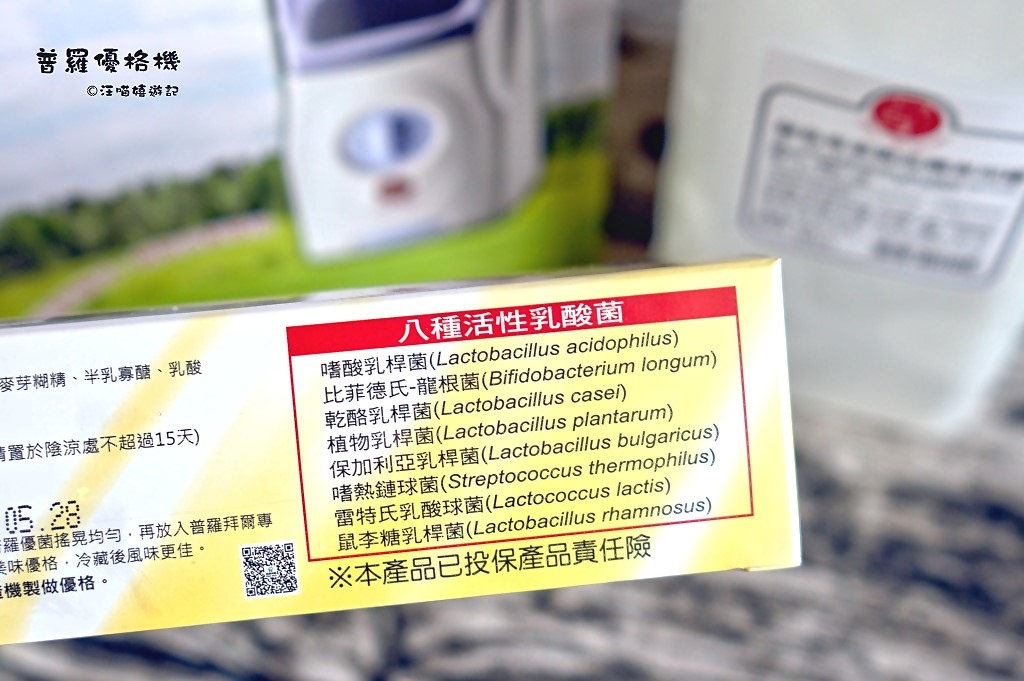 普羅優格機
©汪喵嬉遊記
麥芽糊精、半乳寡醣、乳酸
置於陰涼處不超過15天)
05.28
羅優菌搖晃均勻,再放入普羅拜爾專
味優格,冷藏後風味更佳。
機製做優格。
八種活性乳酸菌
嗜酸乳桿菌(Lactobacillus acidophilus)
比菲德氏-龍根菌(Bifidobacterium longum)
乾酪乳桿菌(Lactobacillus casei)
植物乳桿菌(Lactobacillus plantarum)
保加利亞乳桿菌(Lactobacillus bulgaricus)
嗜熱鏈球菌(Streptococcus thermophilus)
雷特氏乳酸球菌(Lactococcus lactis)
鼠李糖乳桿菌(Lactobacillus rhamnosus)
※本產品已投保產品責任險